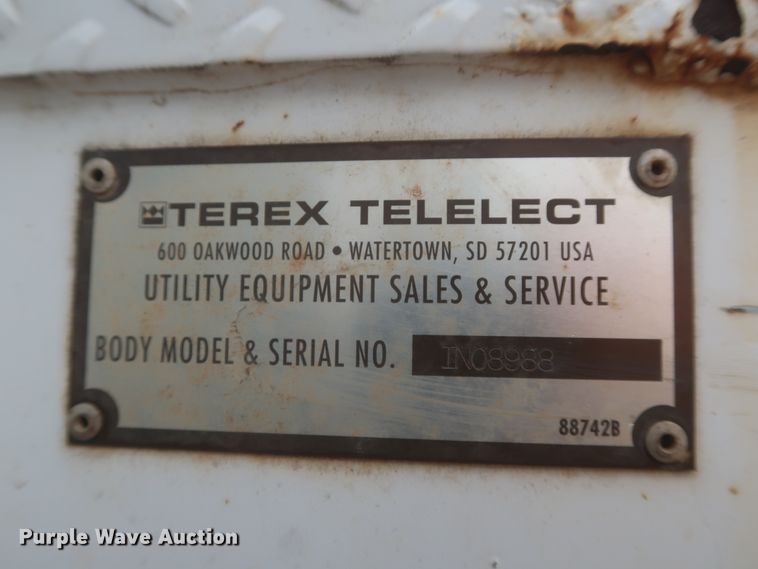 TEREX TELELECT
600 OAKWOOD ROAD • WATERTOWN, SD 57201 USA
UTILITY EQUIPMENT SALES & SERVICE
BODY MODEL & SERIAL NO. IN08988
88742B
Purple Wave Auction